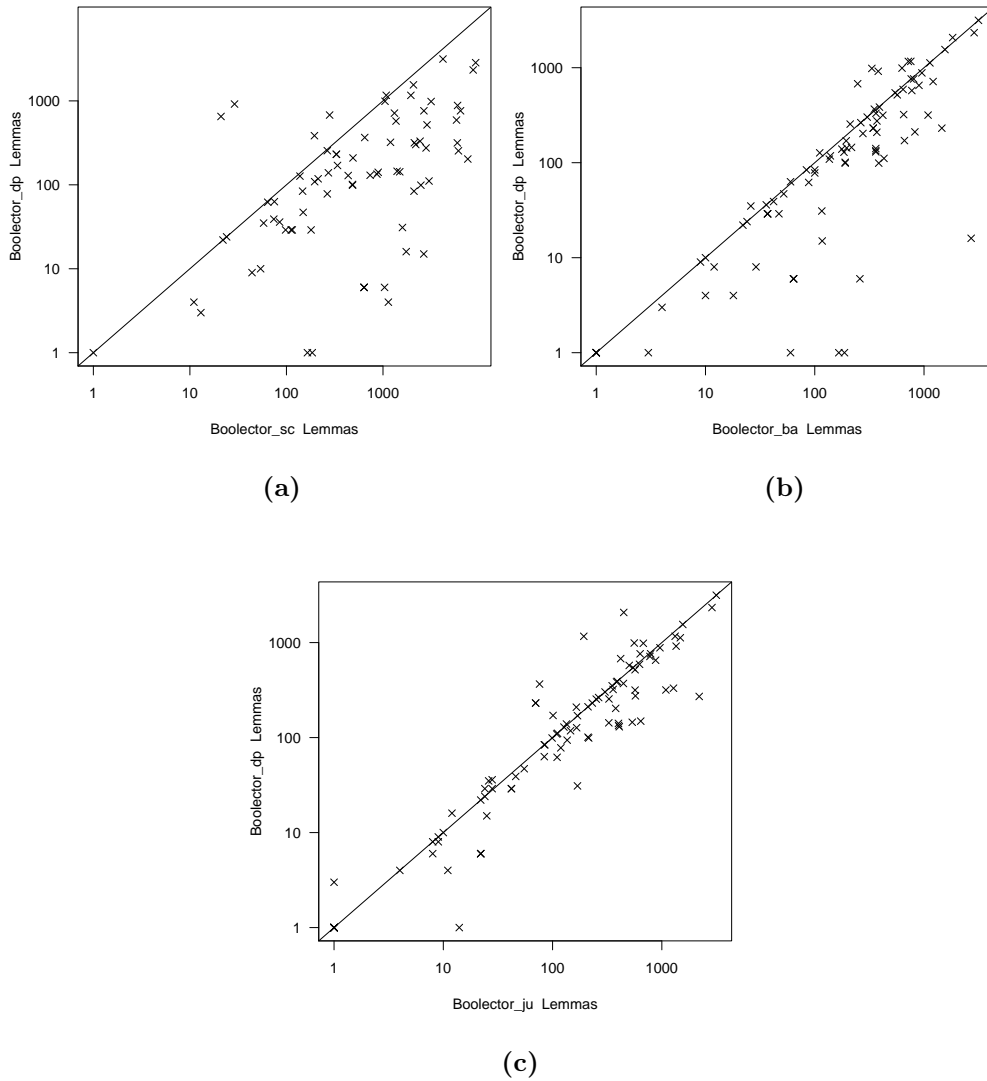 1000
100
10
1
1 10 100 1000
Boolector_dp Lemmas
Boolector_sc Lemmas
(a)
1000
100
10
1
1 10 100 1000
Boolector_dp Lemmas
Boolector_ba Lemmas
(b)
1000
100
10
1
1 10 100 1000
Boolector_dp Lemmas
Boolector_ju Lemmas
(c)